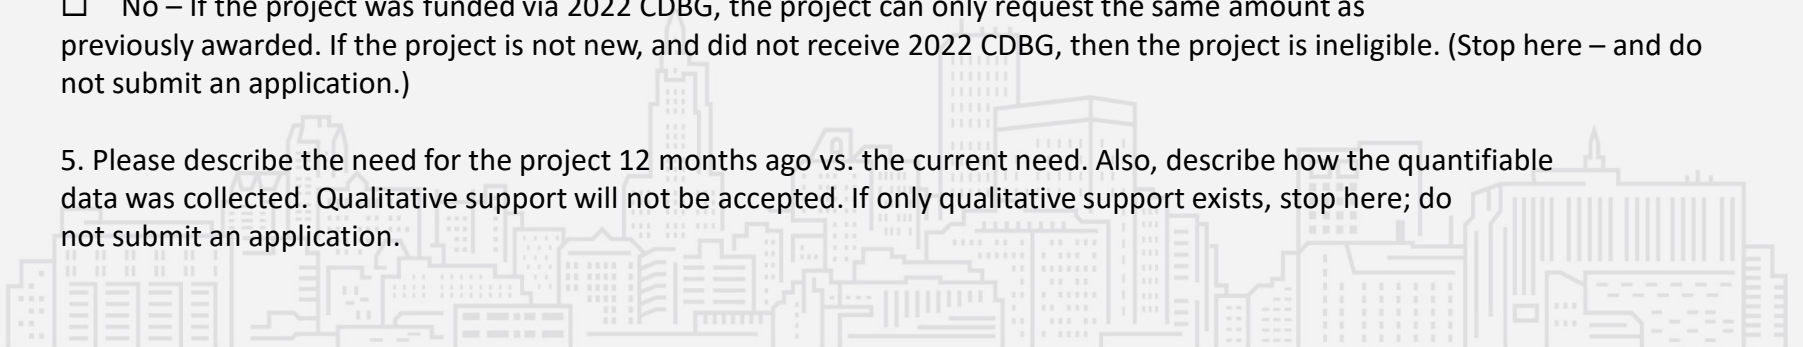 ☐ No – If the project was funded via 2022 CDBG, the project can only request the same amount as
previously awarded. If the project is not new, and did not receive 2022 CDBG, then the project is ineligible. (Stop here – and do
not submit an application.)
5. Please describe the need for the project 12 months ago vs. the current need. Also, describe how the quantifiable
data was collected. Qualitative support will not be accepted. If only qualitative support exists, stop here; do
not submit an application.